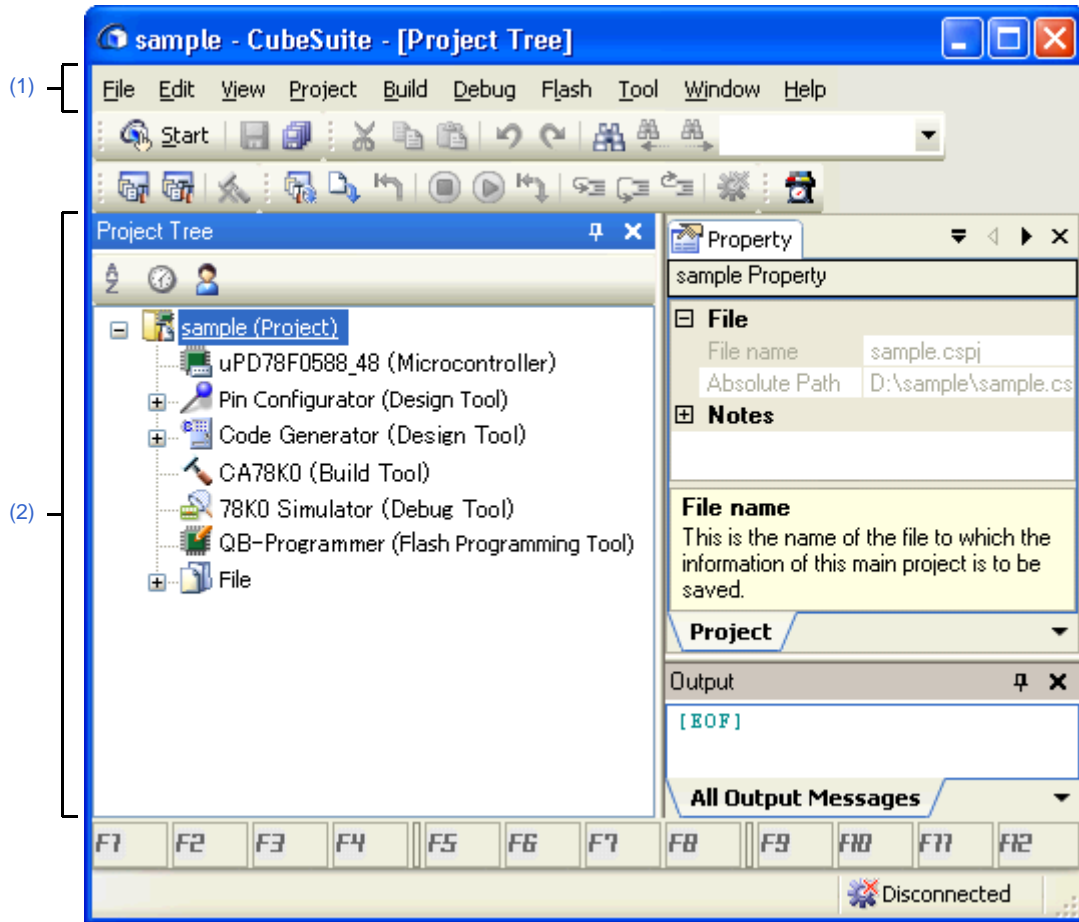 sample - CubeSuite - [Project Tree]
(1)
File Edit View Project Build Debug Flash Tool Window Help
Start
Project Tree
Property
sample Property
sample (Project)
uPD78F0588_48 (Microcontroller)
Pin Configurator (Design Tool)
Code Generator (Design Tool)
CA78K0 (Build Tool)
78K0 Simulator (Debug Tool)
QB-Programmer (Flash Programming Tool)
File
(2)
File
File name sample.cspj
Absolute Path D:\sample\sample.cs
Notes
File name
This is the name of the file to which the
information of this main project is to be
saved.
Project
Output
[EOF]
All Output Messages
F1 F2 F3 F4 F5 F6 F7 F8 F9 F10 F11 F12
Disconnected